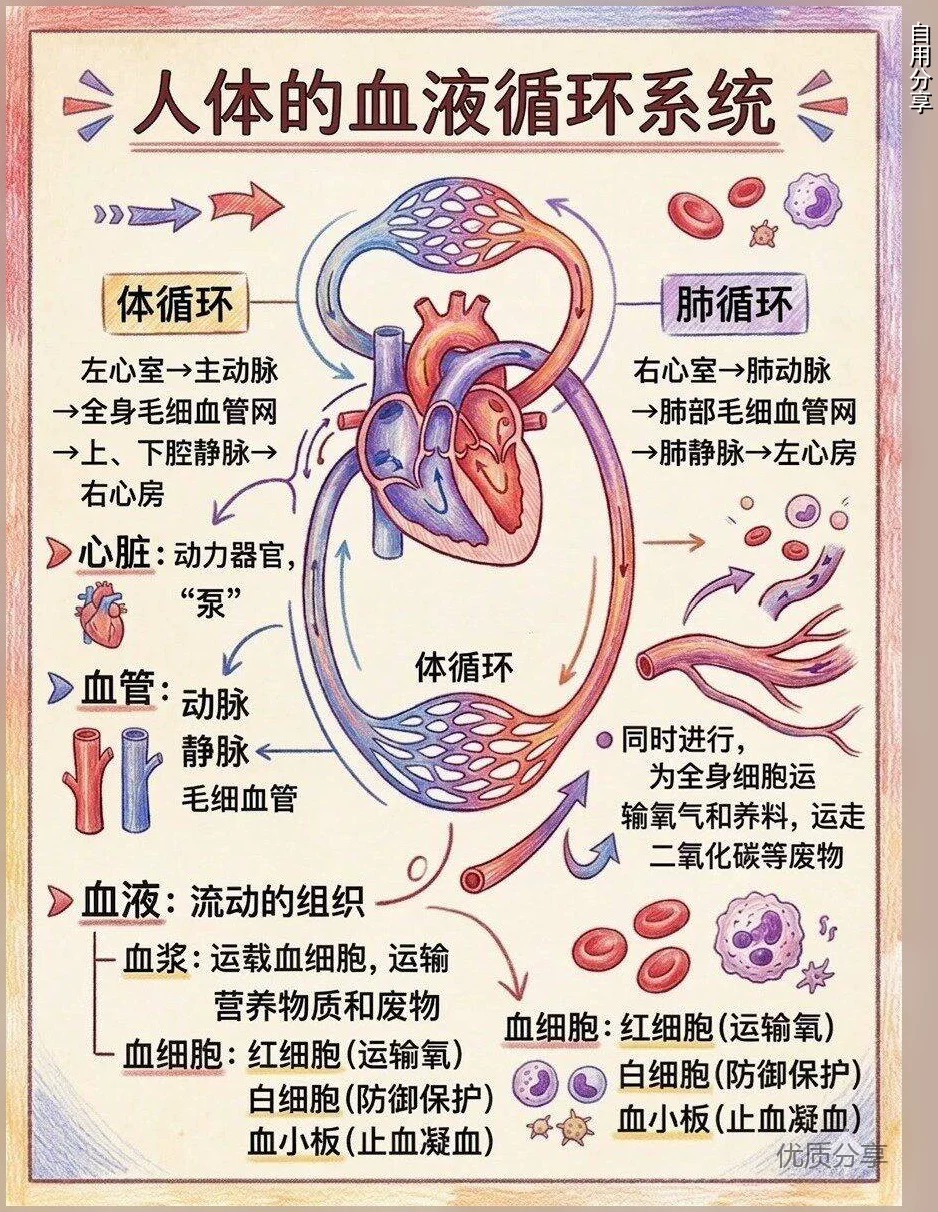 自用分享
人体的血液循环系统
体循环
左心室→主动脉
→全身毛细血管网
→上、下腔静脉→
右心房
肺循环
右心室→肺动脉
→肺部毛细血管网
→肺静脉→左心房
心脏：动力器官，
“泵”
血管：
动脉
静脉
毛细血管
体循环
同时进行，
为全身细胞运
输氧气和养料，运走
二氧化碳等废物
血液：流动的组织
血浆：运载血细胞，运输
营养物质和废物
血细胞：红细胞（运输氧）
白细胞（防御保护）
血小板（止血凝血）
血细胞：红细胞（运输氧）
白细胞（防御保护）
血小板（止血凝血）
优质分享